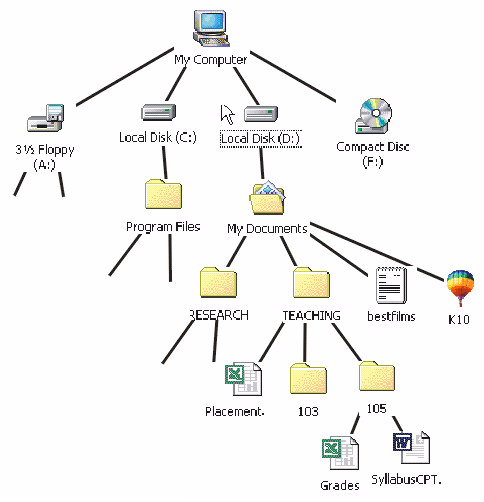 My Computer
3½ Floppy
(A:)
Local Disk (C:)
Local Disk (D:)
Compact Disc
(F:)
Program Files
My Documents
RESEARCH
TEACHING
bestfilms
K10
Placement.
103
105
Grades
SyllabusCPT.